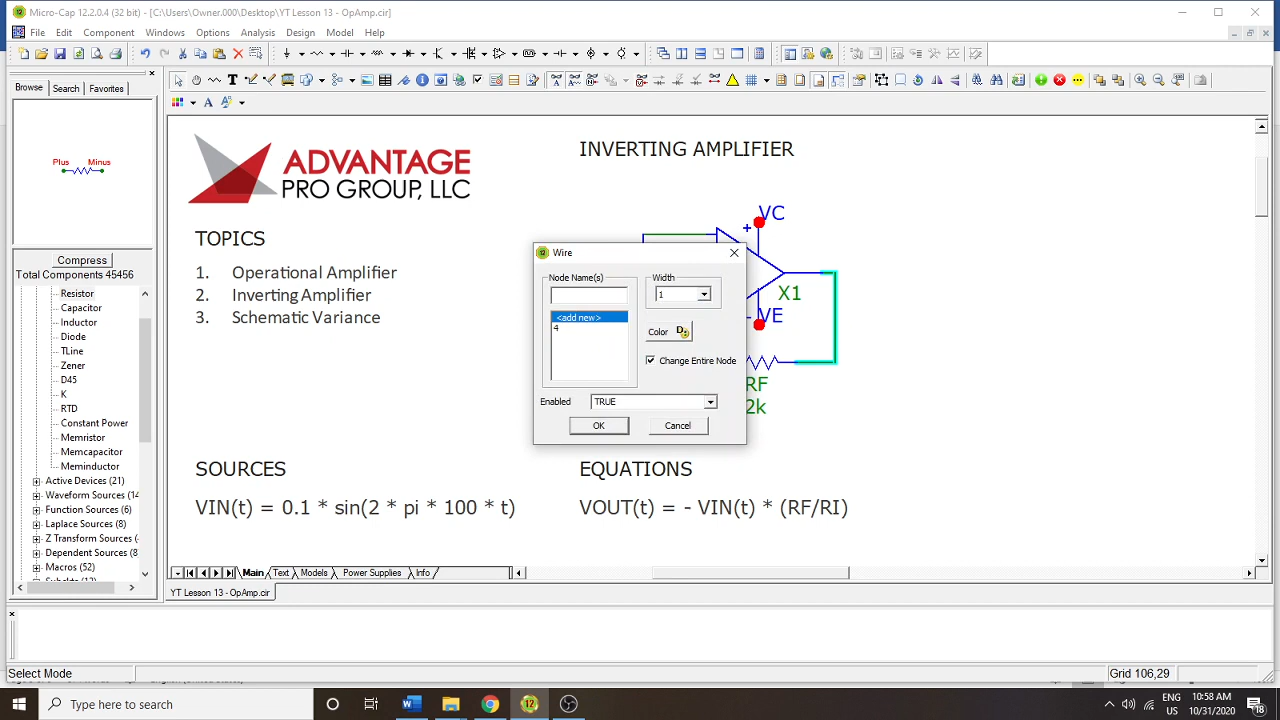 Micro-Cap 12.2.0.4 (32 bit) - [C:\Users\Owner.000\Desktop\YT Lesson 13 - OpAmp.cir]
File Edit Component Windows Options Analysis Design Model Help
Browse Search Favorites
Plus Minus
Compress
Total Components 45456
Resistor
Capacitor
Inductor
Diode
TLine
Zener
D45
K
RTD
Constant Power
Memristor
Memcapacitor
Meminductor
Active Devices (21)
Waveform Sources (14
Function Sources (6)
Laplace Sources (8)
Z Transform Sources (
Dependent Sources (8
Macros (52)
ADVANTAGE
PRO GROUP, LLC
TOPICS
1. Operational Amplifier
2. Inverting Amplifier
3. Schematic Variance
SOURCES
VIN(t) = 0.1 * sin(2 * pi * 100 * t)
INVERTING AMPLIFIER
VC
+
X1
-
VE
RF
2k
EQUATIONS
VOUT(t) = - VIN(t) * (RF/RI)
12 Wire
Node Name(s)
<add new>
4
Width
1
Color
Change Entire Node
Enabled TRUE
OK Cancel
Main Text Models Power Supplies Info
YT Lesson 13 - OpAmp.cir
Select Mode
Grid 106,29
Type here to search
ENG
US
10:58 AM
10/31/2020
18